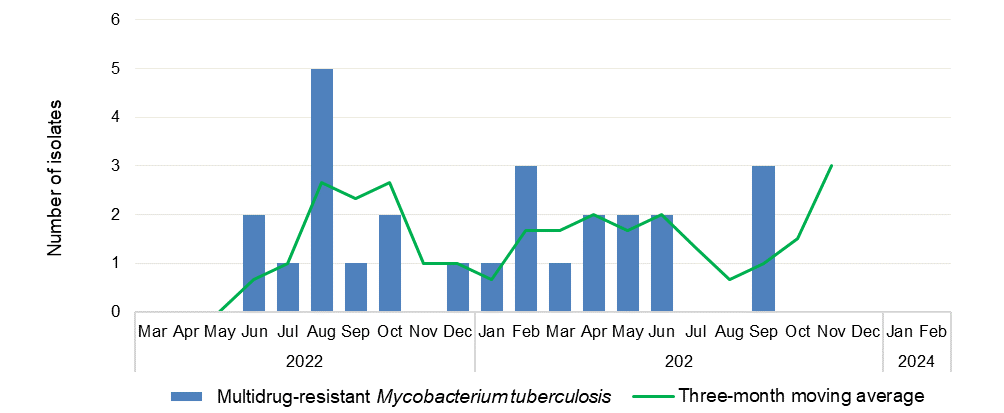 6
5
4
3
2
1
0
Number of isolates
Mar Apr May Jun Jul Aug Sep Oct Nov Dec Jan Feb Mar Apr May Jun Jul Aug Sep Oct Nov Dec Jan Feb
2022 202 2024
Multidrug-resistant Mycobacterium tuberculosis Three-month moving average